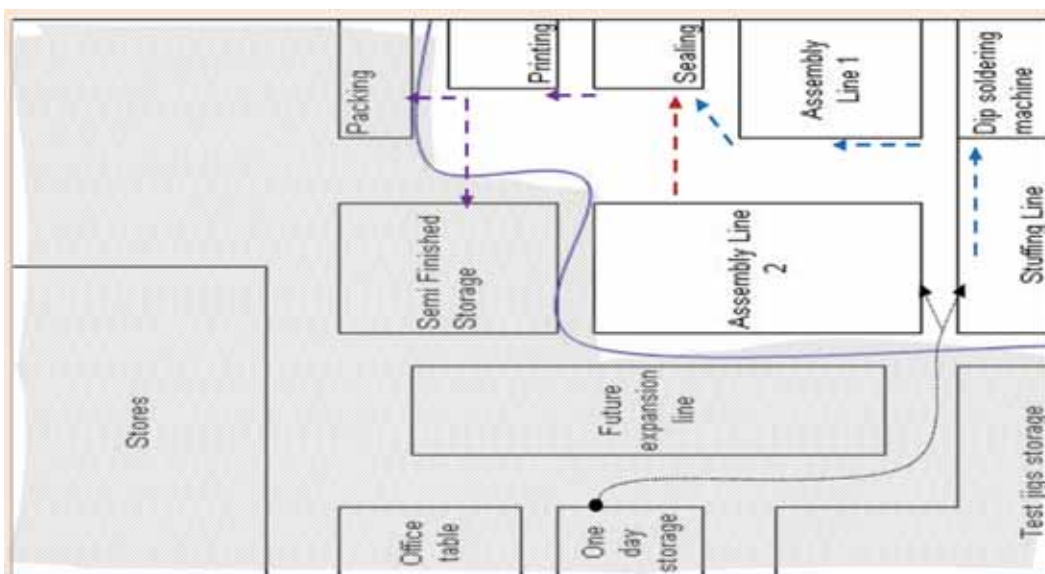 Packing
Printing
Sealing
Assembly
Line 1
Dip soldering
machine
Semi Finished
Storage
Assembly Line
2
Stuffing Line
Stores
Future
expansion
line
Office
table
One
day
storage
Test jigs storage